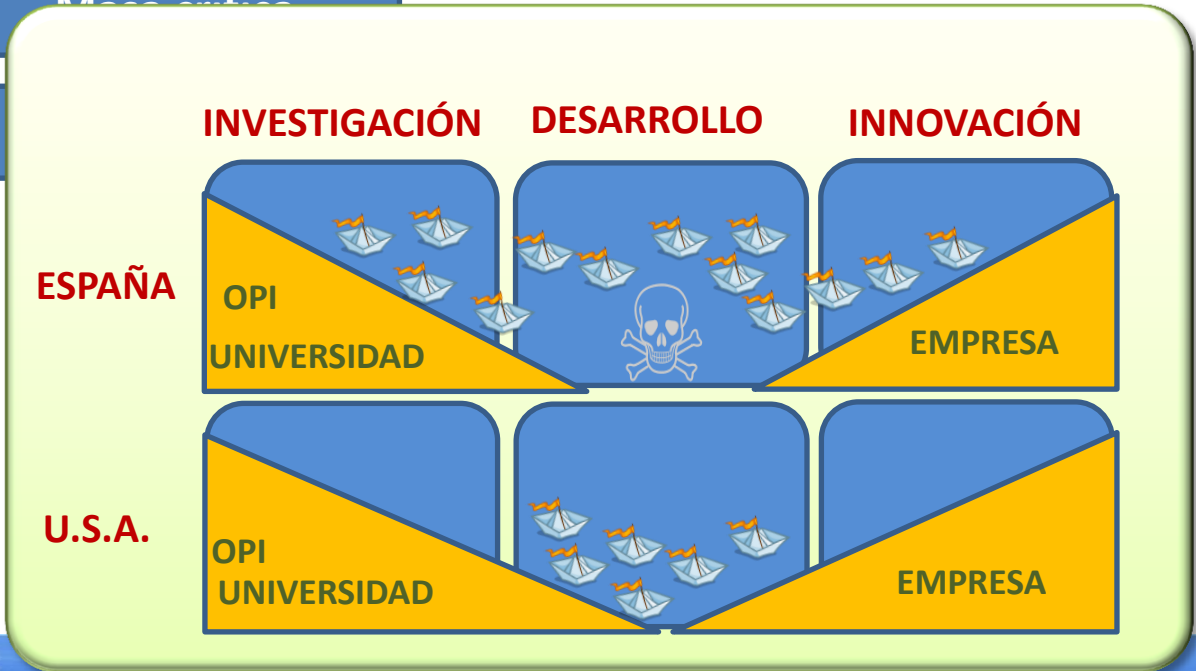 INVESTIGACIÓN DESARROLLO INNOVACIÓN
ESPAÑA
OPI
UNIVERSIDAD
EMPRESA
U.S.A.
OPI
UNIVERSIDAD
EMPRESA